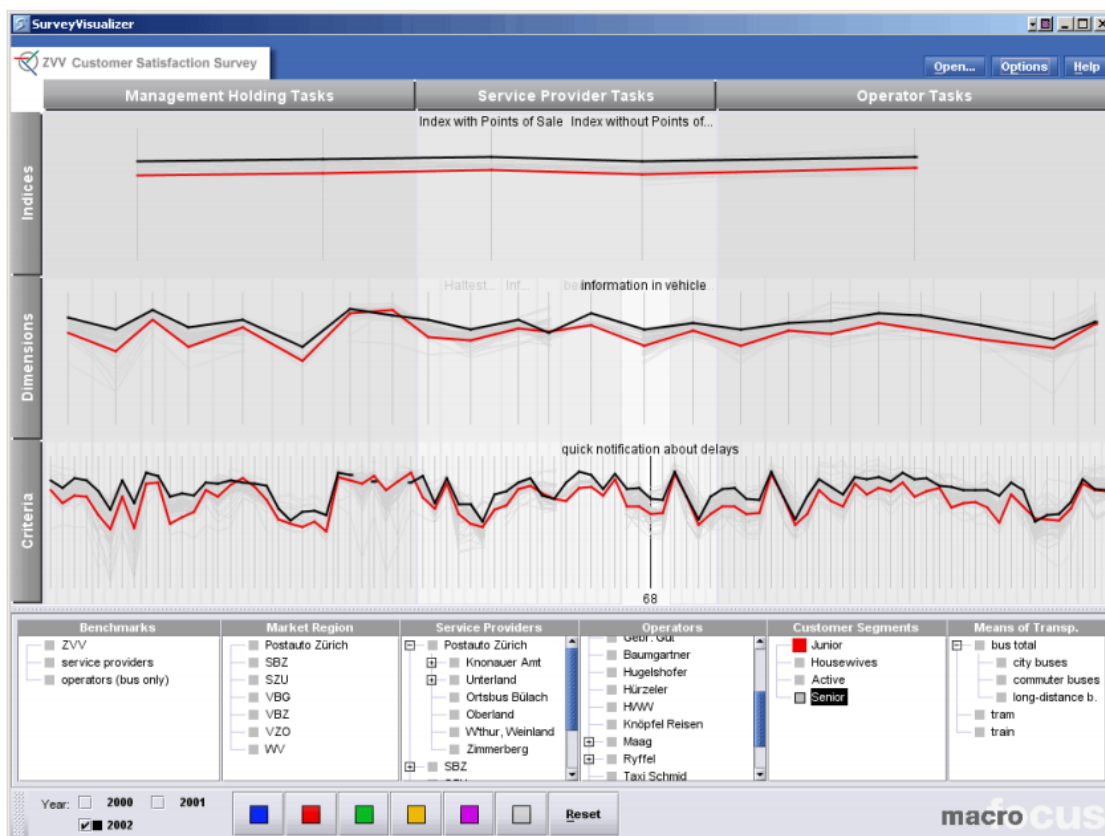 SurveyVisualizer
ZVV Customer Satisfaction Survey
Open... Options Help
Management Holding Tasks Service Provider Tasks Operator Tasks
Index with Points of Sale Index without Points of...
Indices
Haltest... Inf... be information in vehicle
Dimensions
quick notification about delays
Criteria
68
Benchmarks
ZVV
service providers
operators (bus only)
Market Region
Postauto Zürich
SBZ
SZU
VBG
VBZ
VZO
WV
Service Providers
Postauto Zürich
Knonauer Amt
Unterland
Ortsbus Bülach
Oberland
W'thur, Weinland
Zimmerberg
SBZ
Operators
Gebr. Gut
Baumgartner
Hugelshofer
Hürzeler
HWW
Knöpfel Reisen
Maag
Ryffel
Taxi Schmid
Customer Segments
Junior
Housewives
Active
Senior
Means of Transp.
bus total
city buses
commuter buses
long-distance b.
tram
train
Year: 2000 2001
2002
Reset
macrofocus